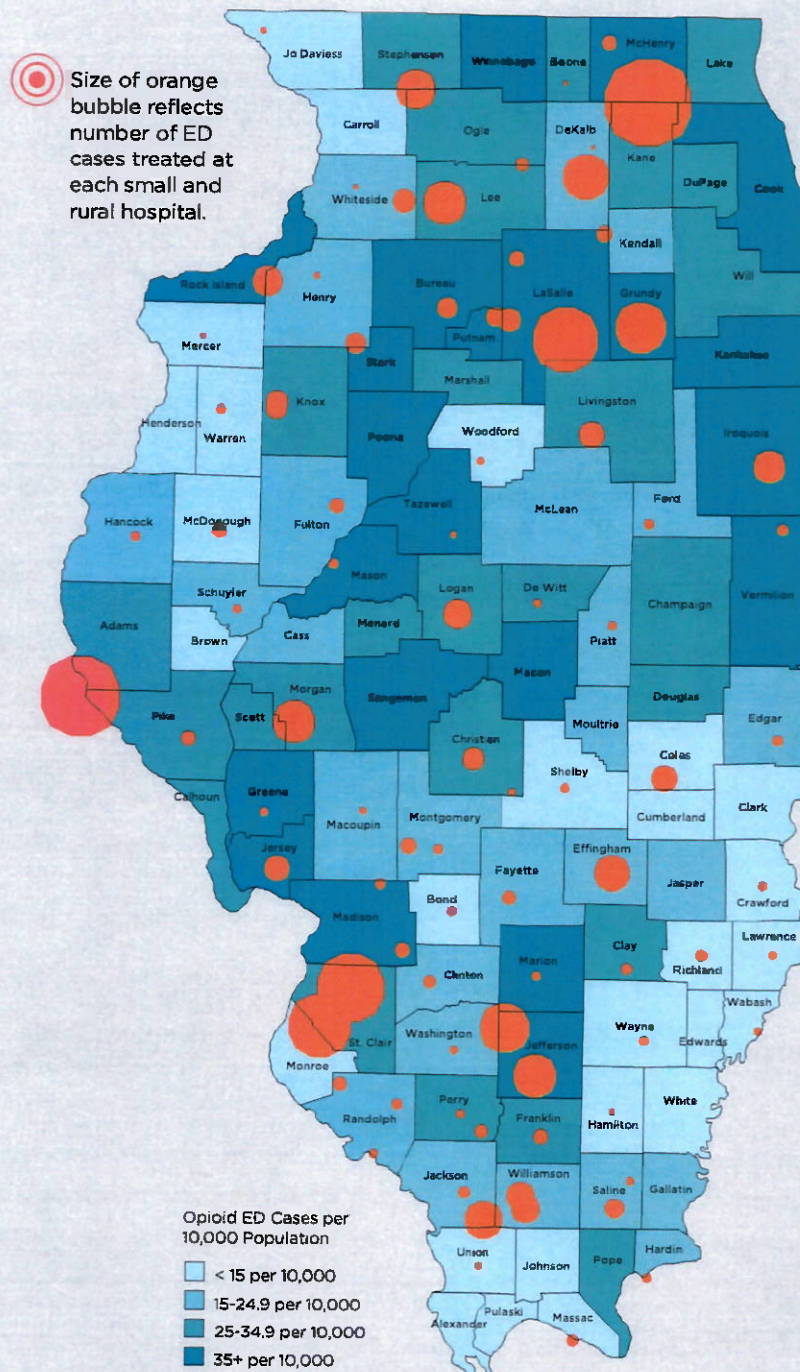 Size of orange
bubble reflects
number of ED
cases treated at
each small and
rural hospital.
Jo Daviess
Stephenson
Winnebago
Boone
McHenry
Lake
Carroll
Ogle
DeKalb
Kane
DuPage
Cook
Whiteside
Lee
Kendall
Will
Rock Island
Henry
Bureau
LaSalle
Grundy
Putnam
Kankakee
Mercer
Stark
Marshall
Henderson
Warren
Knox
Peoria
Woodford
Livingston
Iroquois
Hancock
McDonough
Fulton
Tazewell
McLean
Ford
Schuyler
Mason
Logan
De Witt
Champaign
Vermilion
Adams
Brown
Cass
Menard
Piatt
Pike
Scott
Morgan
Sangamon
Macon
Moultrie
Douglas
Edgar
Christian
Shelby
Coles
Calhoun
Greene
Macoupin
Montgomery
Cumberland
Clark
Jersey
Fayette
Effingham
Jasper
Crawford
Madison
Bond
Clay
Richland
Lawrence
Clinton
Marion
Wabash
St. Clair
Washington
Jefferson
Wayne
Edwards
Monroe
Randolph
Perry
Franklin
Hamilton
White
Jackson
Williamson
Saline
Gallatin
Opioid ED Cases per
10,000 Population
< 15 per 10,000
15-24.9 per 10,000
25-34.9 per 10,000
35+ per 10,000
Union
Johnson
Pope
Hardin
Alexander
Pulaski
Massac